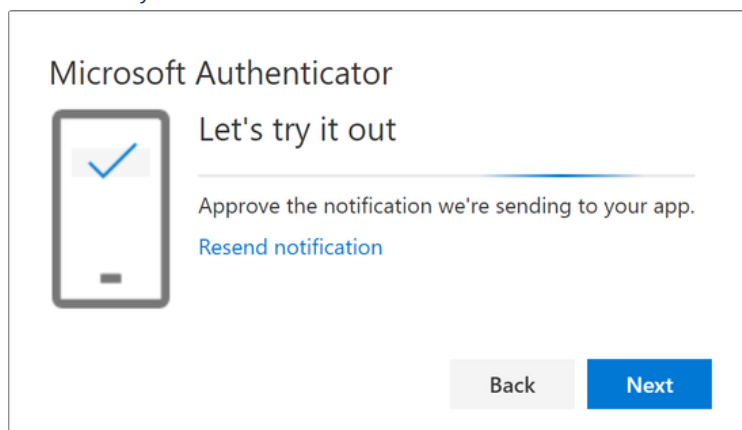 Microsoft Authenticator
Let's try it out
Approve the notification we're sending to your app.
Resend notification
Back
Next